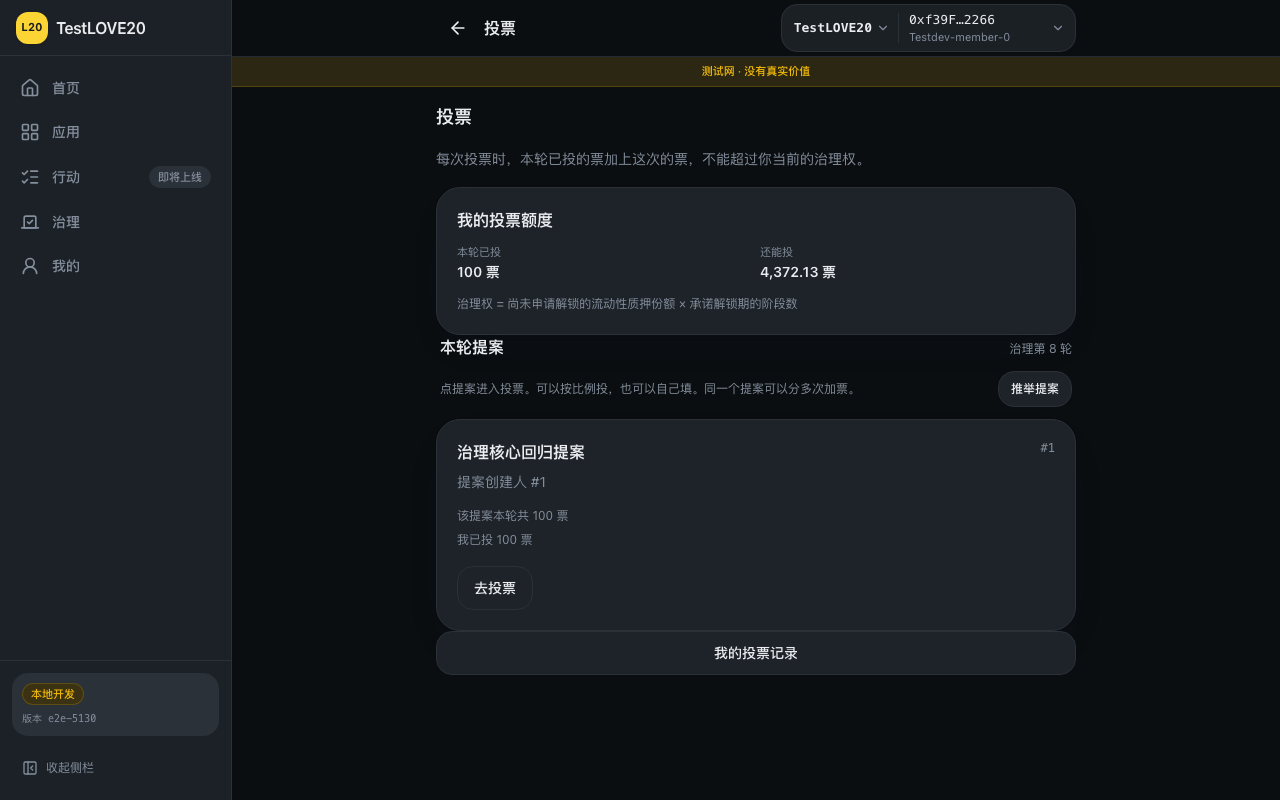 L20 TestLOVE20
首页
应用
行动 即将上线
治理
我的
本地开发
版本 e2e-5130
收起侧栏
投票
TestLOVE20
0xf39F…2266
Testdev-member-0
测试网 · 没有真实价值
投票
每次投票时，本轮已投的票加上这次的票，不能超过你当前的治理权。
我的投票额度
本轮已投 还能投
100 票 4,372.13 票
治理权 = 尚未申请解锁的流动性质押份额 × 承诺解锁期的阶段数
本轮提案 治理第 8 轮
点提案进入投票。可以按比例投，也可以自己填。同一个提案可以分多次加票。 推举提案
治理核心回归提案 #1
提案创建人 #1
该提案本轮共 100 票
我已投 100 票
去投票
我的投票记录